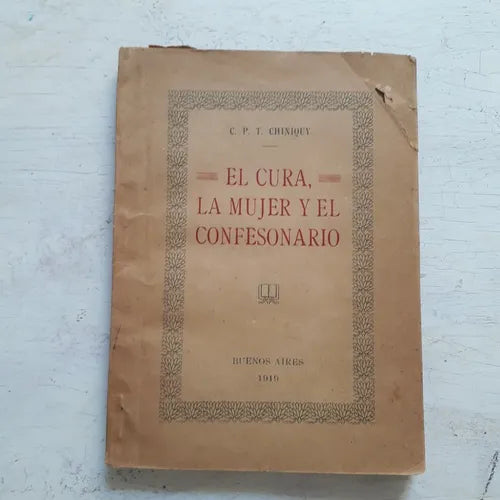 C. P. T. CHINIQUY
EL CURA,
LA MUJER Y EL
CONFESONARIO
BUENOS AIRES
1919